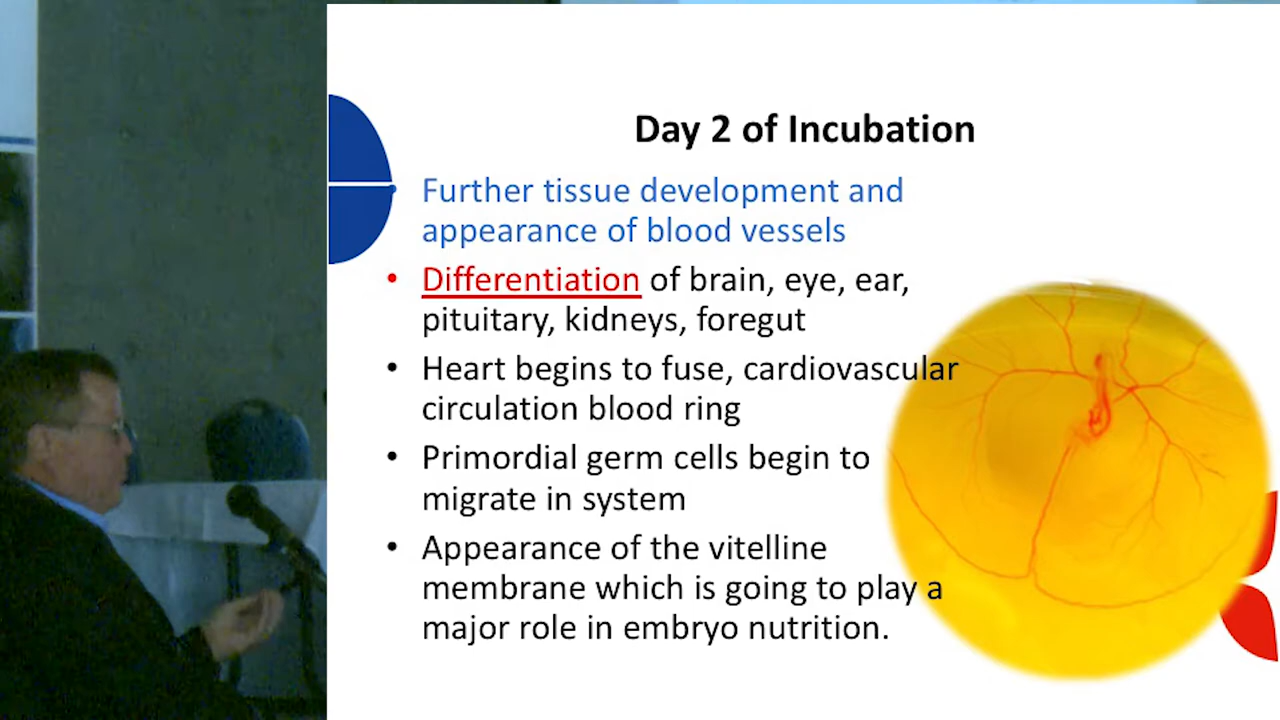 Day 2 of Incubation
• Further tissue development and
appearance of blood vessels
• Differentiation of brain, eye, ear,
pituitary, kidneys, foregut
• Heart begins to fuse, cardiovascular
circulation blood ring
• Primordial germ cells begin to
migrate in system
• Appearance of the vitelline
membrane which is going to play a
major role in embryo nutrition.